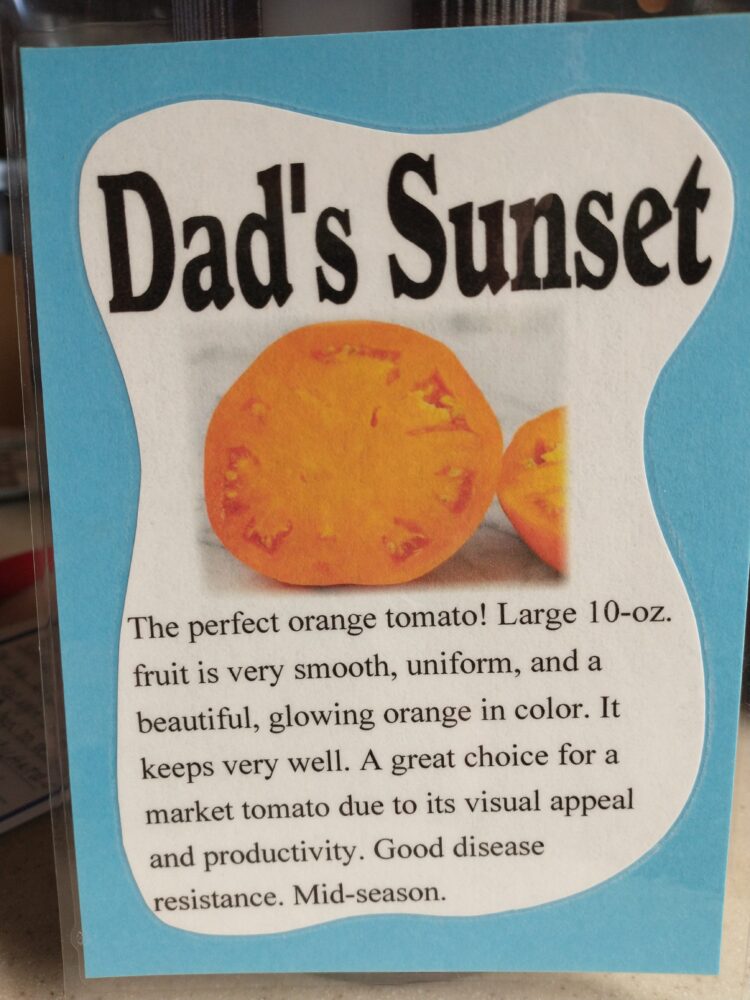 Dad's Sunset
The perfect orange tomato! Large 10-oz.
fruit is very smooth, uniform, and a
beautiful, glowing orange in color. It
keeps very well. A great choice for a
market tomato due to its visual appeal
and productivity. Good disease
resistance. Mid-season.